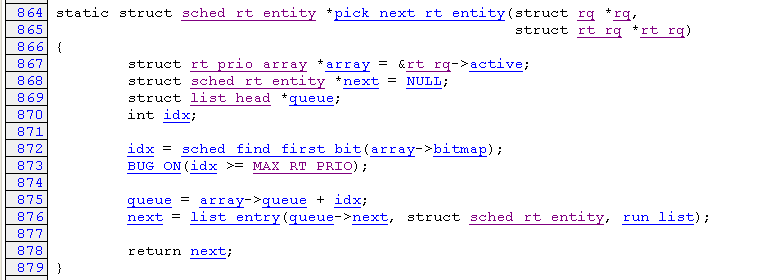 864 static struct sched_rt_entity *pick_next_rt_entity(struct rq *rq,
865                                                    struct rt_rq *rt_rq)
866 {
867         struct rt_prio_array *array = &rt_rq->active;
868         struct sched_rt_entity *next = NULL;
869         struct list_head *queue;
870         int idx;
871
872         idx = sched_find_first_bit(array->bitmap);
873         BUG_ON(idx >= MAX_RT_PRIO);
874
875         queue = array->queue + idx;
876         next = list_entry(queue->next, struct sched_rt_entity, run_list);
877
878         return next;
879 }